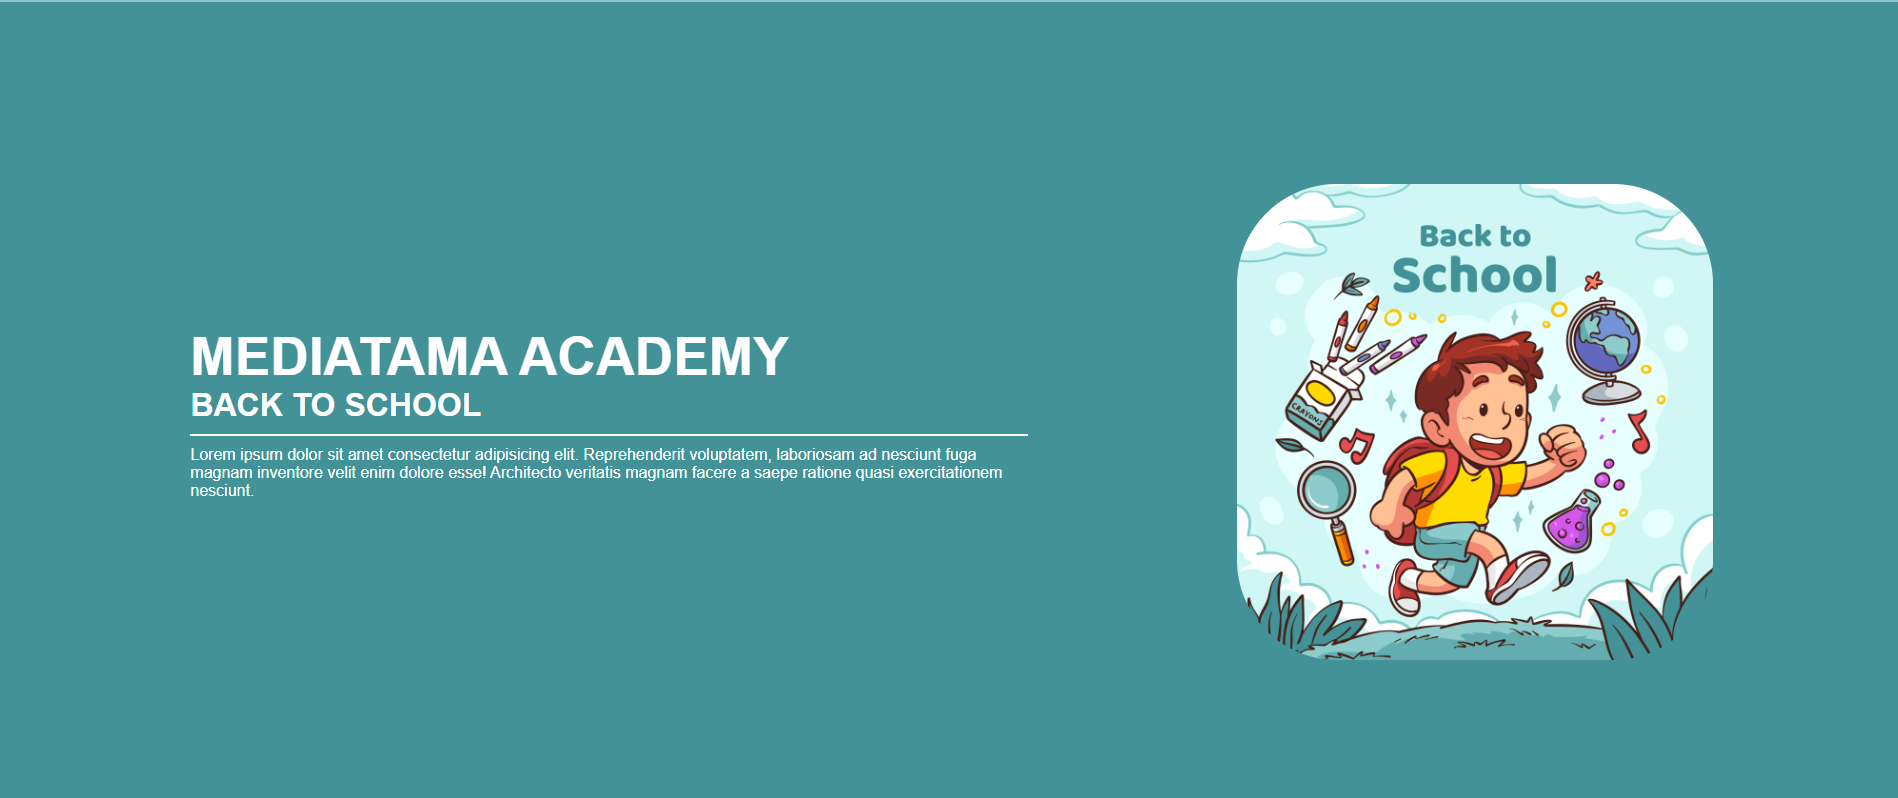 MEDIATAMA ACADEMY
BACK TO SCHOOL
Lorem ipsum dolor sit amet consectetur adipisicing elit. Reprehenderit voluptatem, laboriosam ad nesciunt fuga
magnam inventore velit enim dolore esse! Architecto veritatis magnam facere a saepe ratione quasi exercitationem
nesciunt.
Back to
School
CRAYONS